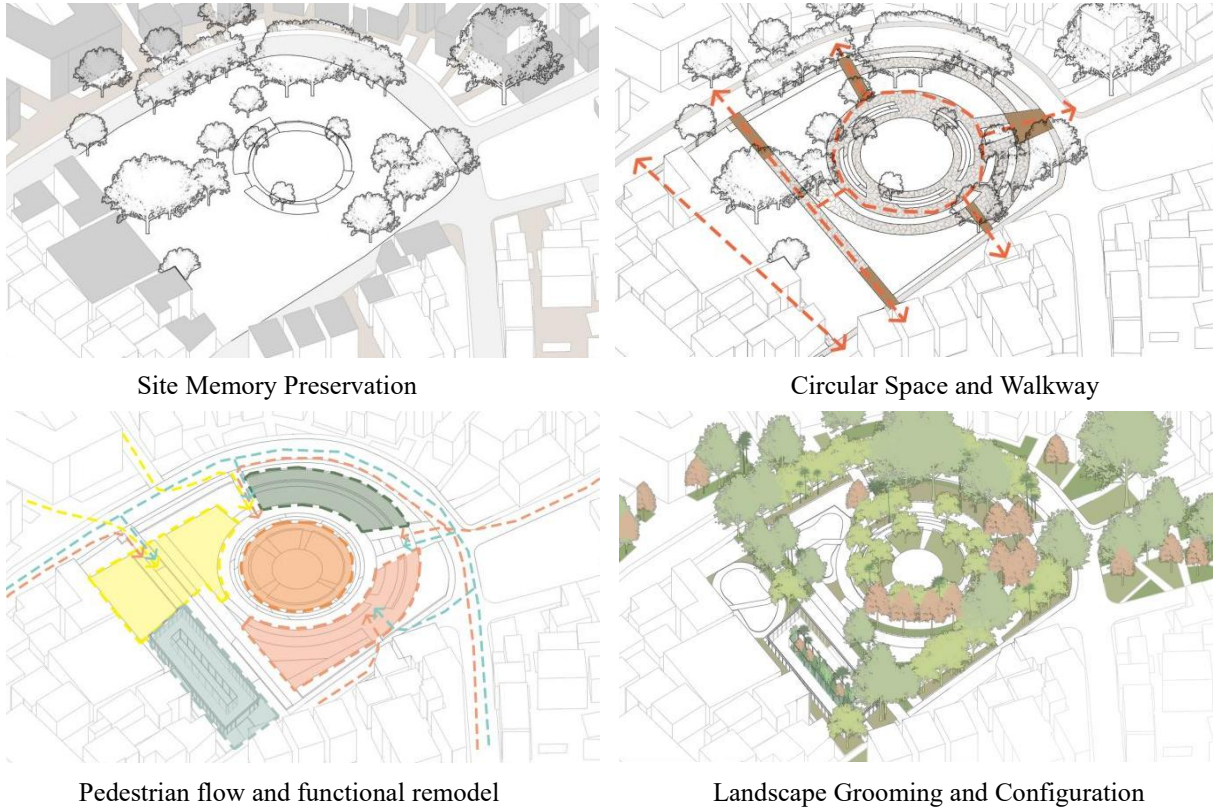 Site Memory Preservation
Circular Space and Walkway
Pedestrian flow and functional remodel
Landscape Grooming and Configuration